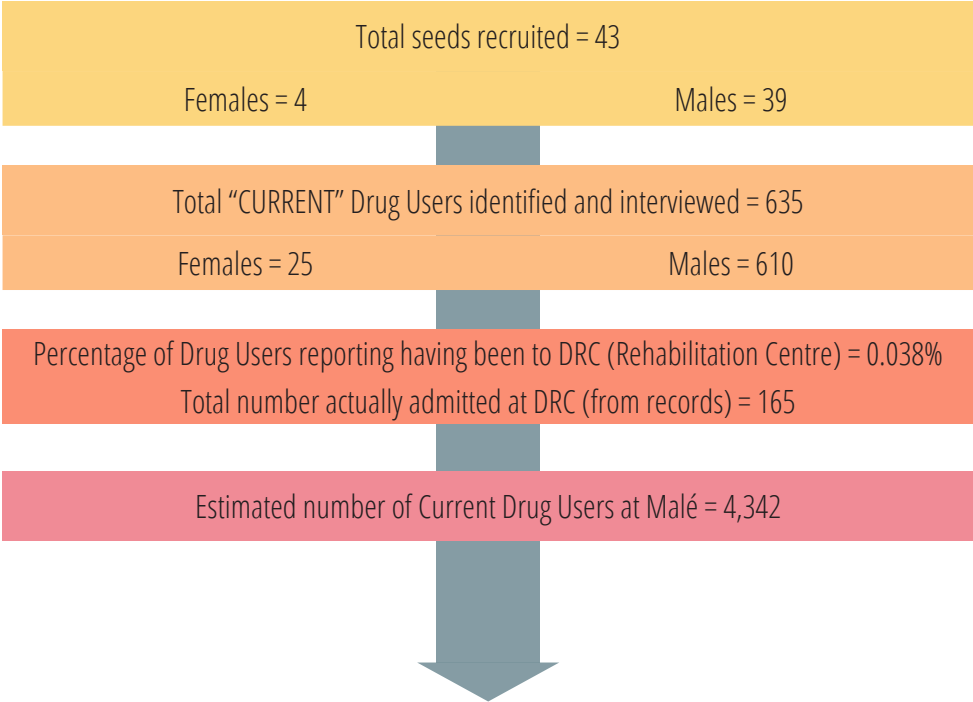 Total seeds recruited = 43
Females = 4
Males = 39
Total “CURRENT” Drug Users identified and interviewed = 635
Females = 25
Males = 610
Percentage of Drug Users reporting having been to DRC (Rehabilitation Centre) = 0.038%
Total number actually admitted at DRC (from records) = 165
Estimated number of Current Drug Users at Malé = 4,342